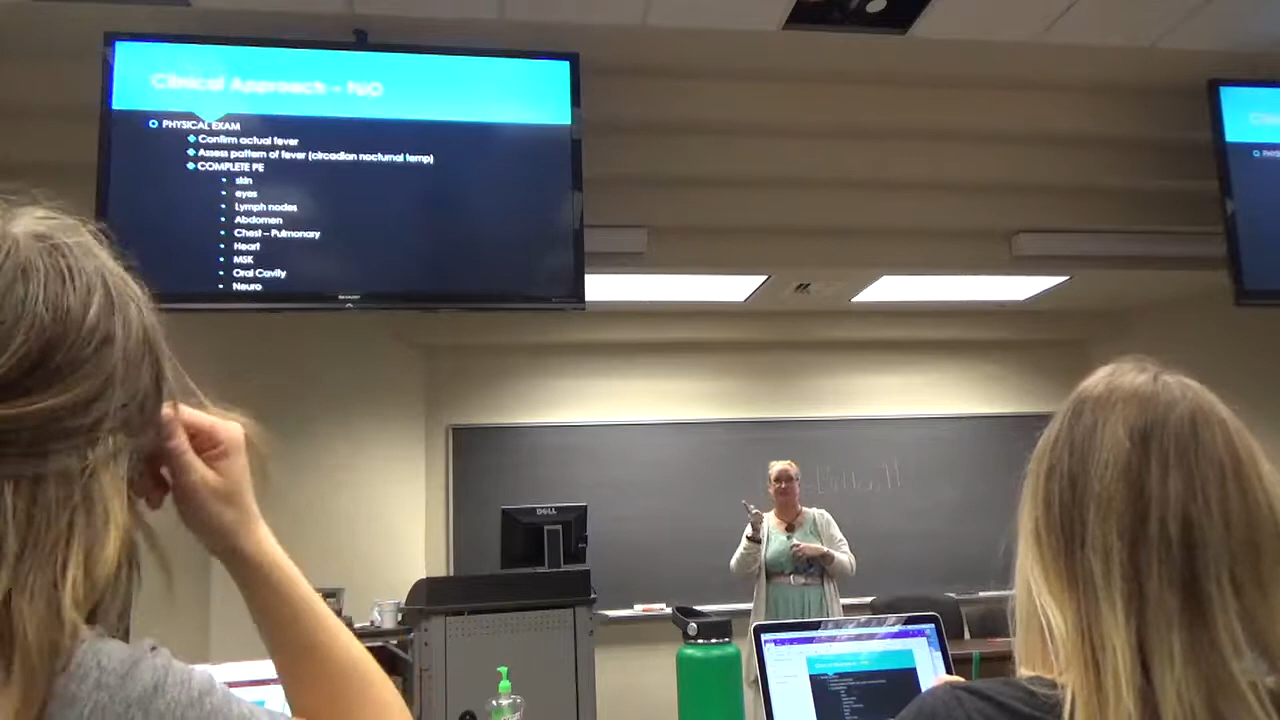 Clinical Approach – FUO
PHYSICAL EXAM
Confirm actual fever
Assess pattern of fever (circadian nocturnal temp)
COMPLETE PE
skin
eyes
Lymph nodes
Abdomen
Chest – Pulmonary
Heart
MSK
Oral Cavity
Neuro
SHARP
DELL